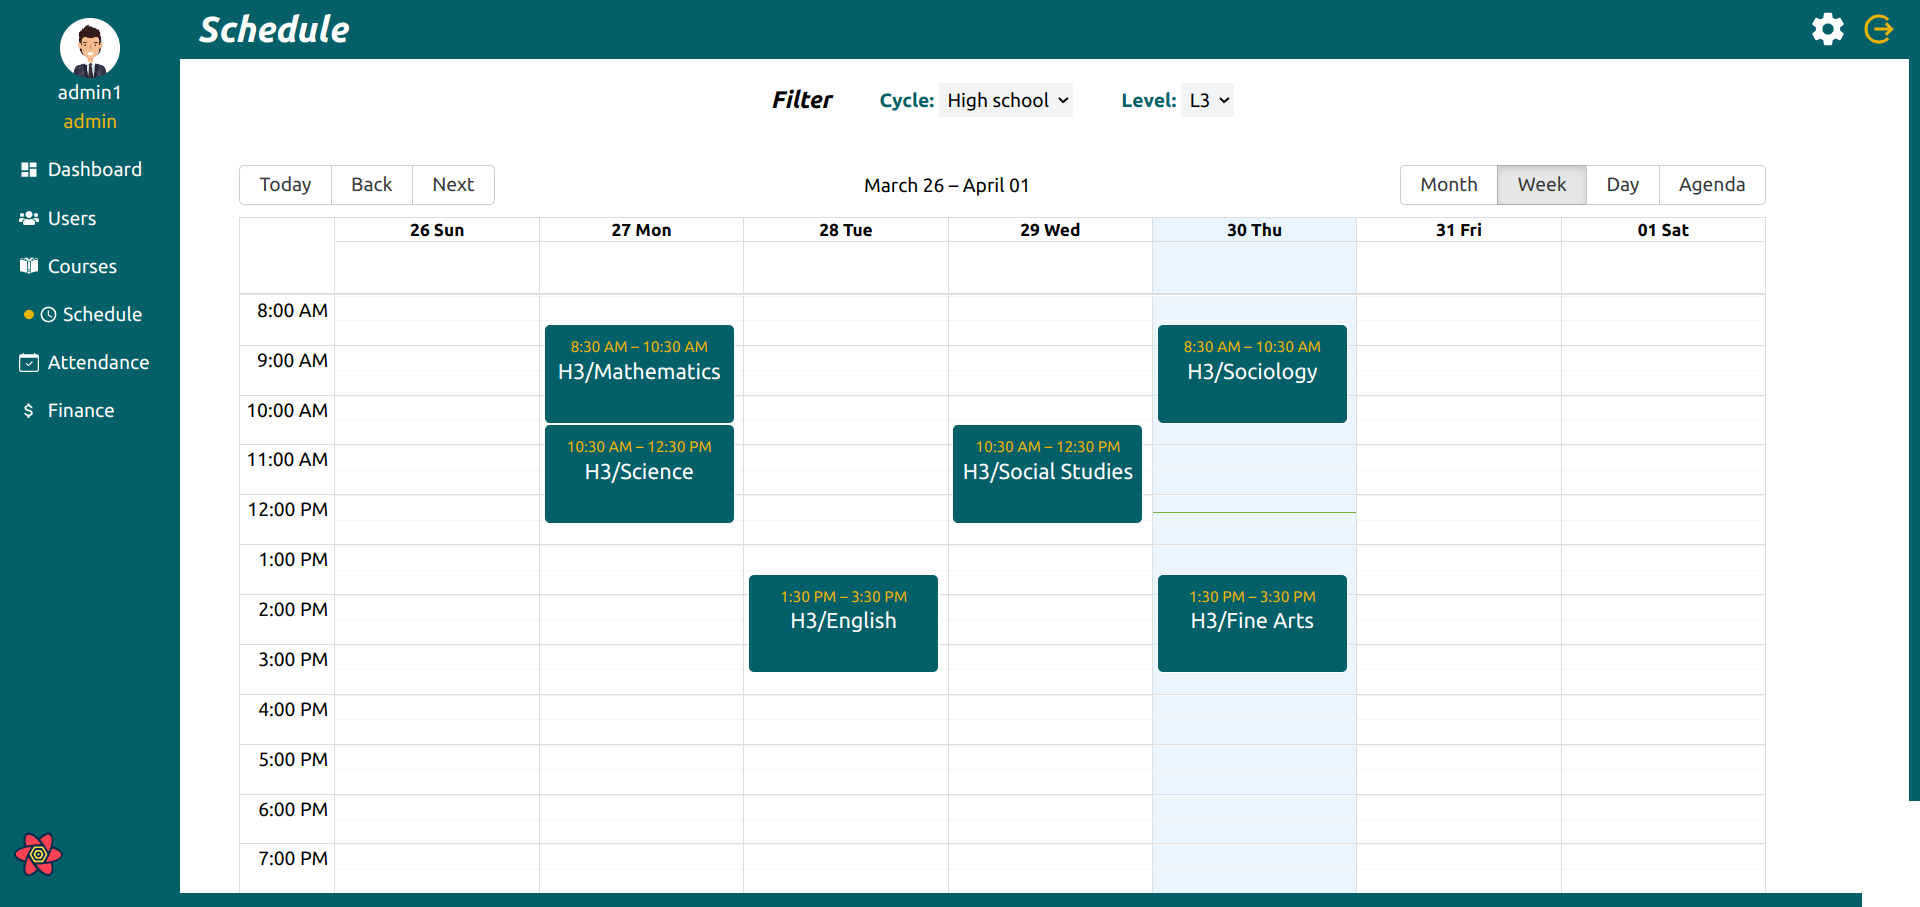 Schedule
admin1
admin
Dashboard
Users
Courses
Schedule
Attendance
$ Finance
Filter Cycle: High school Level: L3
Today Back Next March 26 – April 01 Month Week Day Agenda
26 Sun 27 Mon 28 Tue 29 Wed 30 Thu 31 Fri 01 Sat
8:00 AM
8:30 AM – 10:30 AM 8:30 AM – 10:30 AM
9:00 AM
H3/Mathematics H3/Sociology
10:00 AM
10:30 AM – 12:30 PM 10:30 AM – 12:30 PM
11:00 AM
H3/Science H3/Social Studies
12:00 PM
1:00 PM
1:30 PM – 3:30 PM 1:30 PM – 3:30 PM
2:00 PM
H3/English H3/Fine Arts
3:00 PM
4:00 PM
5:00 PM
6:00 PM
7:00 PM